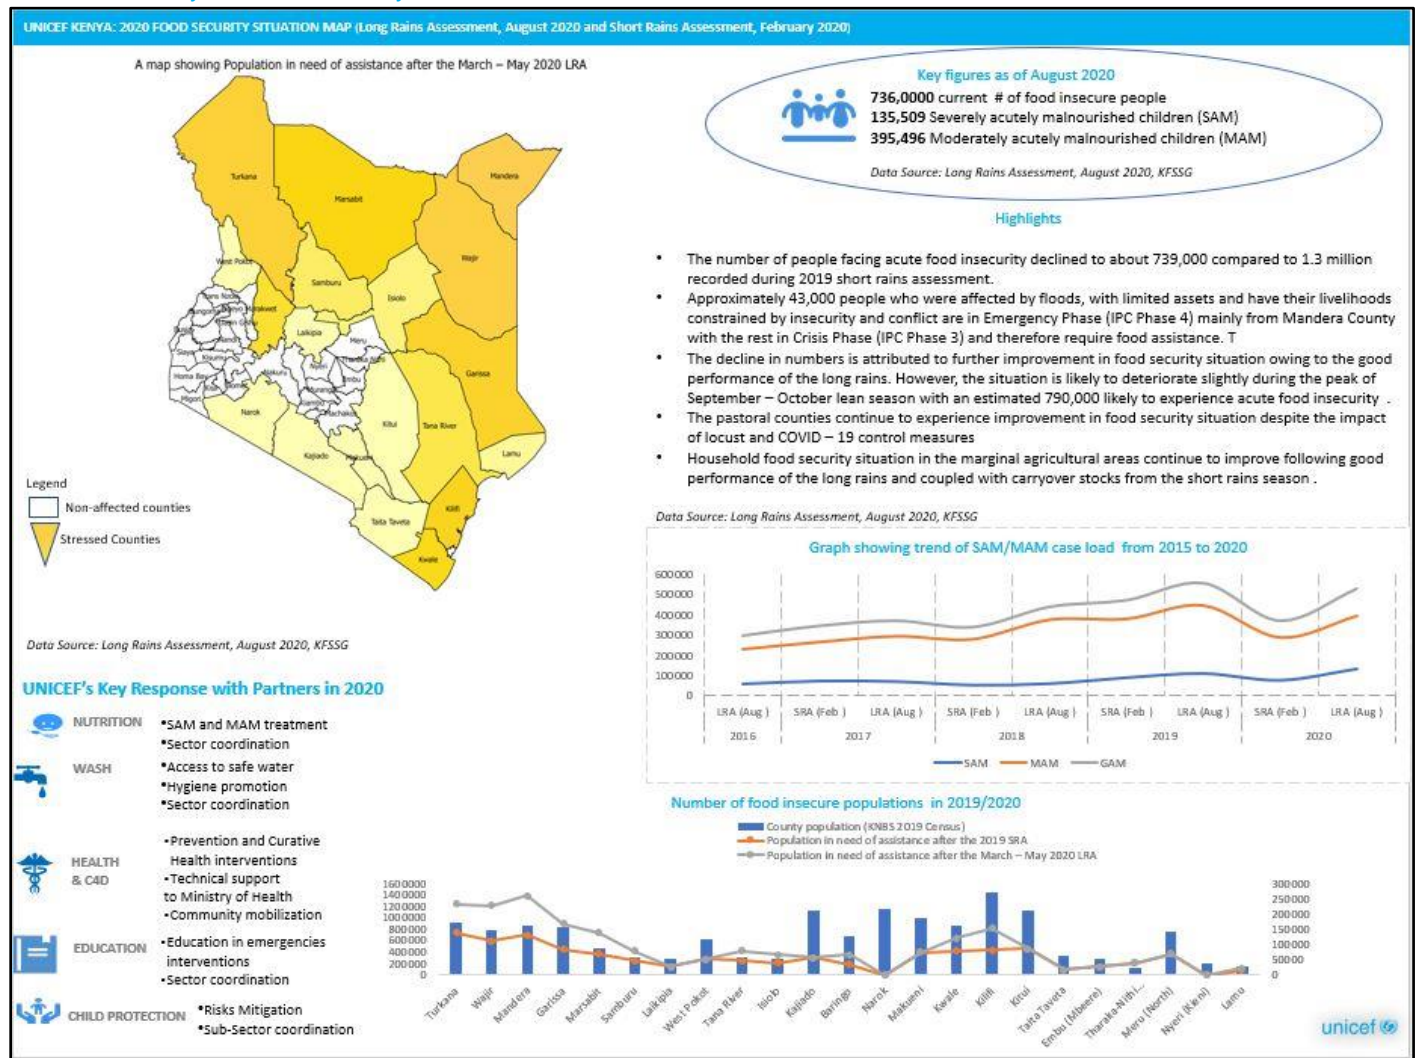 UNICEF KENYA: 2020 FOOD SECURITY SITUATION MAP (Long Rains Assessment, August 2020 and Short Rains Assessment, February 2020)
A map showing Population in need of assistance after the March – May 2020 LRA
Turkana
Marsabit
Mandera
Wajir
West Pokot
Samburu
Isiolo
Laikipia
Meru
Garissa
Nandi
Siaya
Kisumu
Homa Bay
Migori
Nakuru
Nyeri
Embu
Machakos
Narok
Kitui
Tana River
Kajiado
Lamu
Taita Taveta
Kilifi
Kwale
Legend
Non-affected counties
Stressed Counties
Data Source: Long Rains Assessment, August 2020, KFSSG
Key figures as of August 2020
736,0000 current # of food insecure people
135,509 Severely acutely malnourished children (SAM)
395,496 Moderately acutely malnourished children (MAM)
Data Source: Long Rains Assessment, August 2020, KFSSG
Highlights
• The number of people facing acute food insecurity declined to about 739,000 compared to 1.3 million
recorded during 2019 short rains assessment.
• Approximately 43,000 people who were affected by floods, with limited assets and have their livelihoods
constrained by insecurity and conflict are in Emergency Phase (IPC Phase 4) mainly from Mandera County
with the rest in Crisis Phase (IPC Phase 3) and therefore require food assistance. T
• The decline in numbers is attributed to further improvement in food security situation owing to the good
performance of the long rains. However, the situation is likely to deteriorate slightly during the peak of
September – October lean season with an estimated 790,000 likely to experience acute food insecurity .
• The pastoral counties continue to experience improvement in food security situation despite the impact
of locust and COVID – 19 control measures
• Household food security situation in the marginal agricultural areas continue to improve following good
performance of the long rains and coupled with carryover stocks from the short rains season .
Data Source: Long Rains Assessment, August 2020, KFSSG
Graph showing trend of SAM/MAM case load from 2015 to 2020
600000
500000
400000
300000
200000
100000
0
LRA (Aug ) SRA (Feb ) LRA (Aug ) SRA (Feb ) LRA (Aug ) SRA (Feb ) LRA (Aug ) SRA (Feb ) LRA (Aug )
2016 2017 2018 2019 2020
SAM MAM GAM
UNICEF's Key Response with Partners in 2020
NUTRITION
•SAM and MAM treatment
•Sector coordination
WASH
•Access to safe water
•Hygiene promotion
•Sector coordination
HEALTH
& C4D
•Prevention and Curative
Health interventions
•Technical support
to Ministry of Health
•Community mobilization
EDUCATION
•Education in emergencies
interventions
•Sector coordination
CHILD PROTECTION
•Risks Mitigation
•Sub-Sector coordination
Number of food insecure populations in 2019/2020
County population (KNBS 2019 Census)
Population in need of assistance after the 2019 SRA
Population in need of assistance after the March – May 2020 LRA
1600000
1400000
1200000
1000000
800000
600000
400000
200000
0
300000
250000
200000
150000
100000
50000
0
Turkana
Wajir
Mandera
Garissa
Marsabit
Samburu
Laikipia
West Pokot
Tana River
Isiolo
Kajiado
Baringo
Narok
Makueni
Kwale
Kilifi
Kitui
Taita Taveta
Embu (Mbeere)
Tharaka-Nithi...
Meru (North)
Nyeri (Kieni)
Lamu
unicef